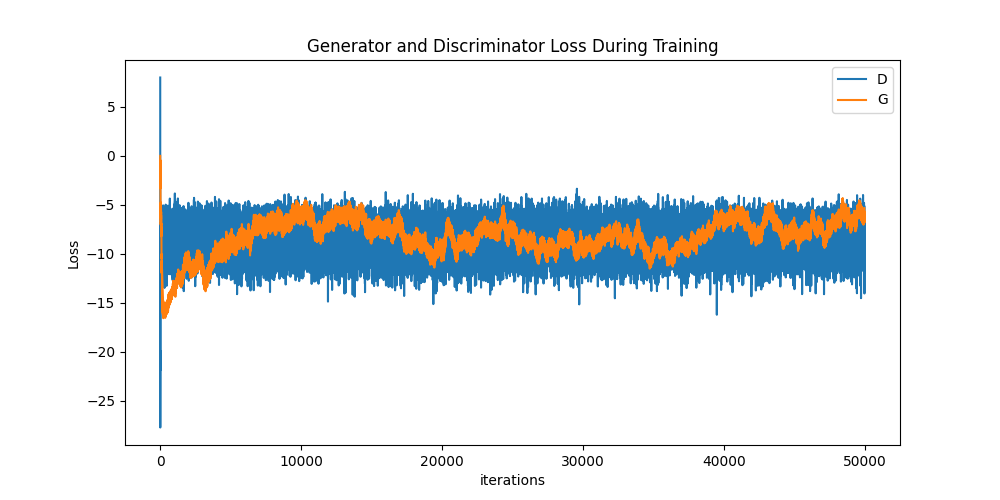 Generator and Discriminator Loss During Training
D
G
5
0
−5
−10
−15
−20
−25
Loss
0
10000
20000
30000
40000
50000
iterations